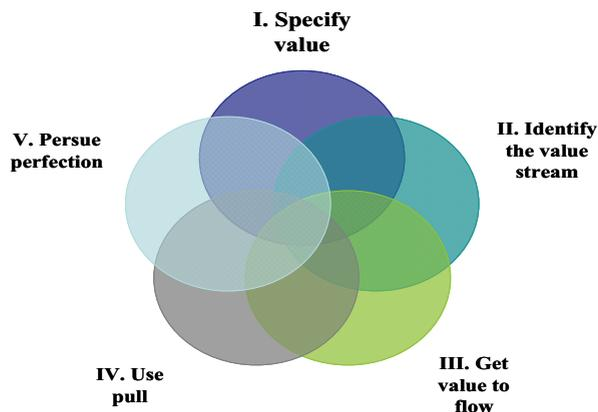 I. Specify
value
II. Identify
the value
stream
III. Get
value to
flow
IV. Use
pull
V. Persue
perfection